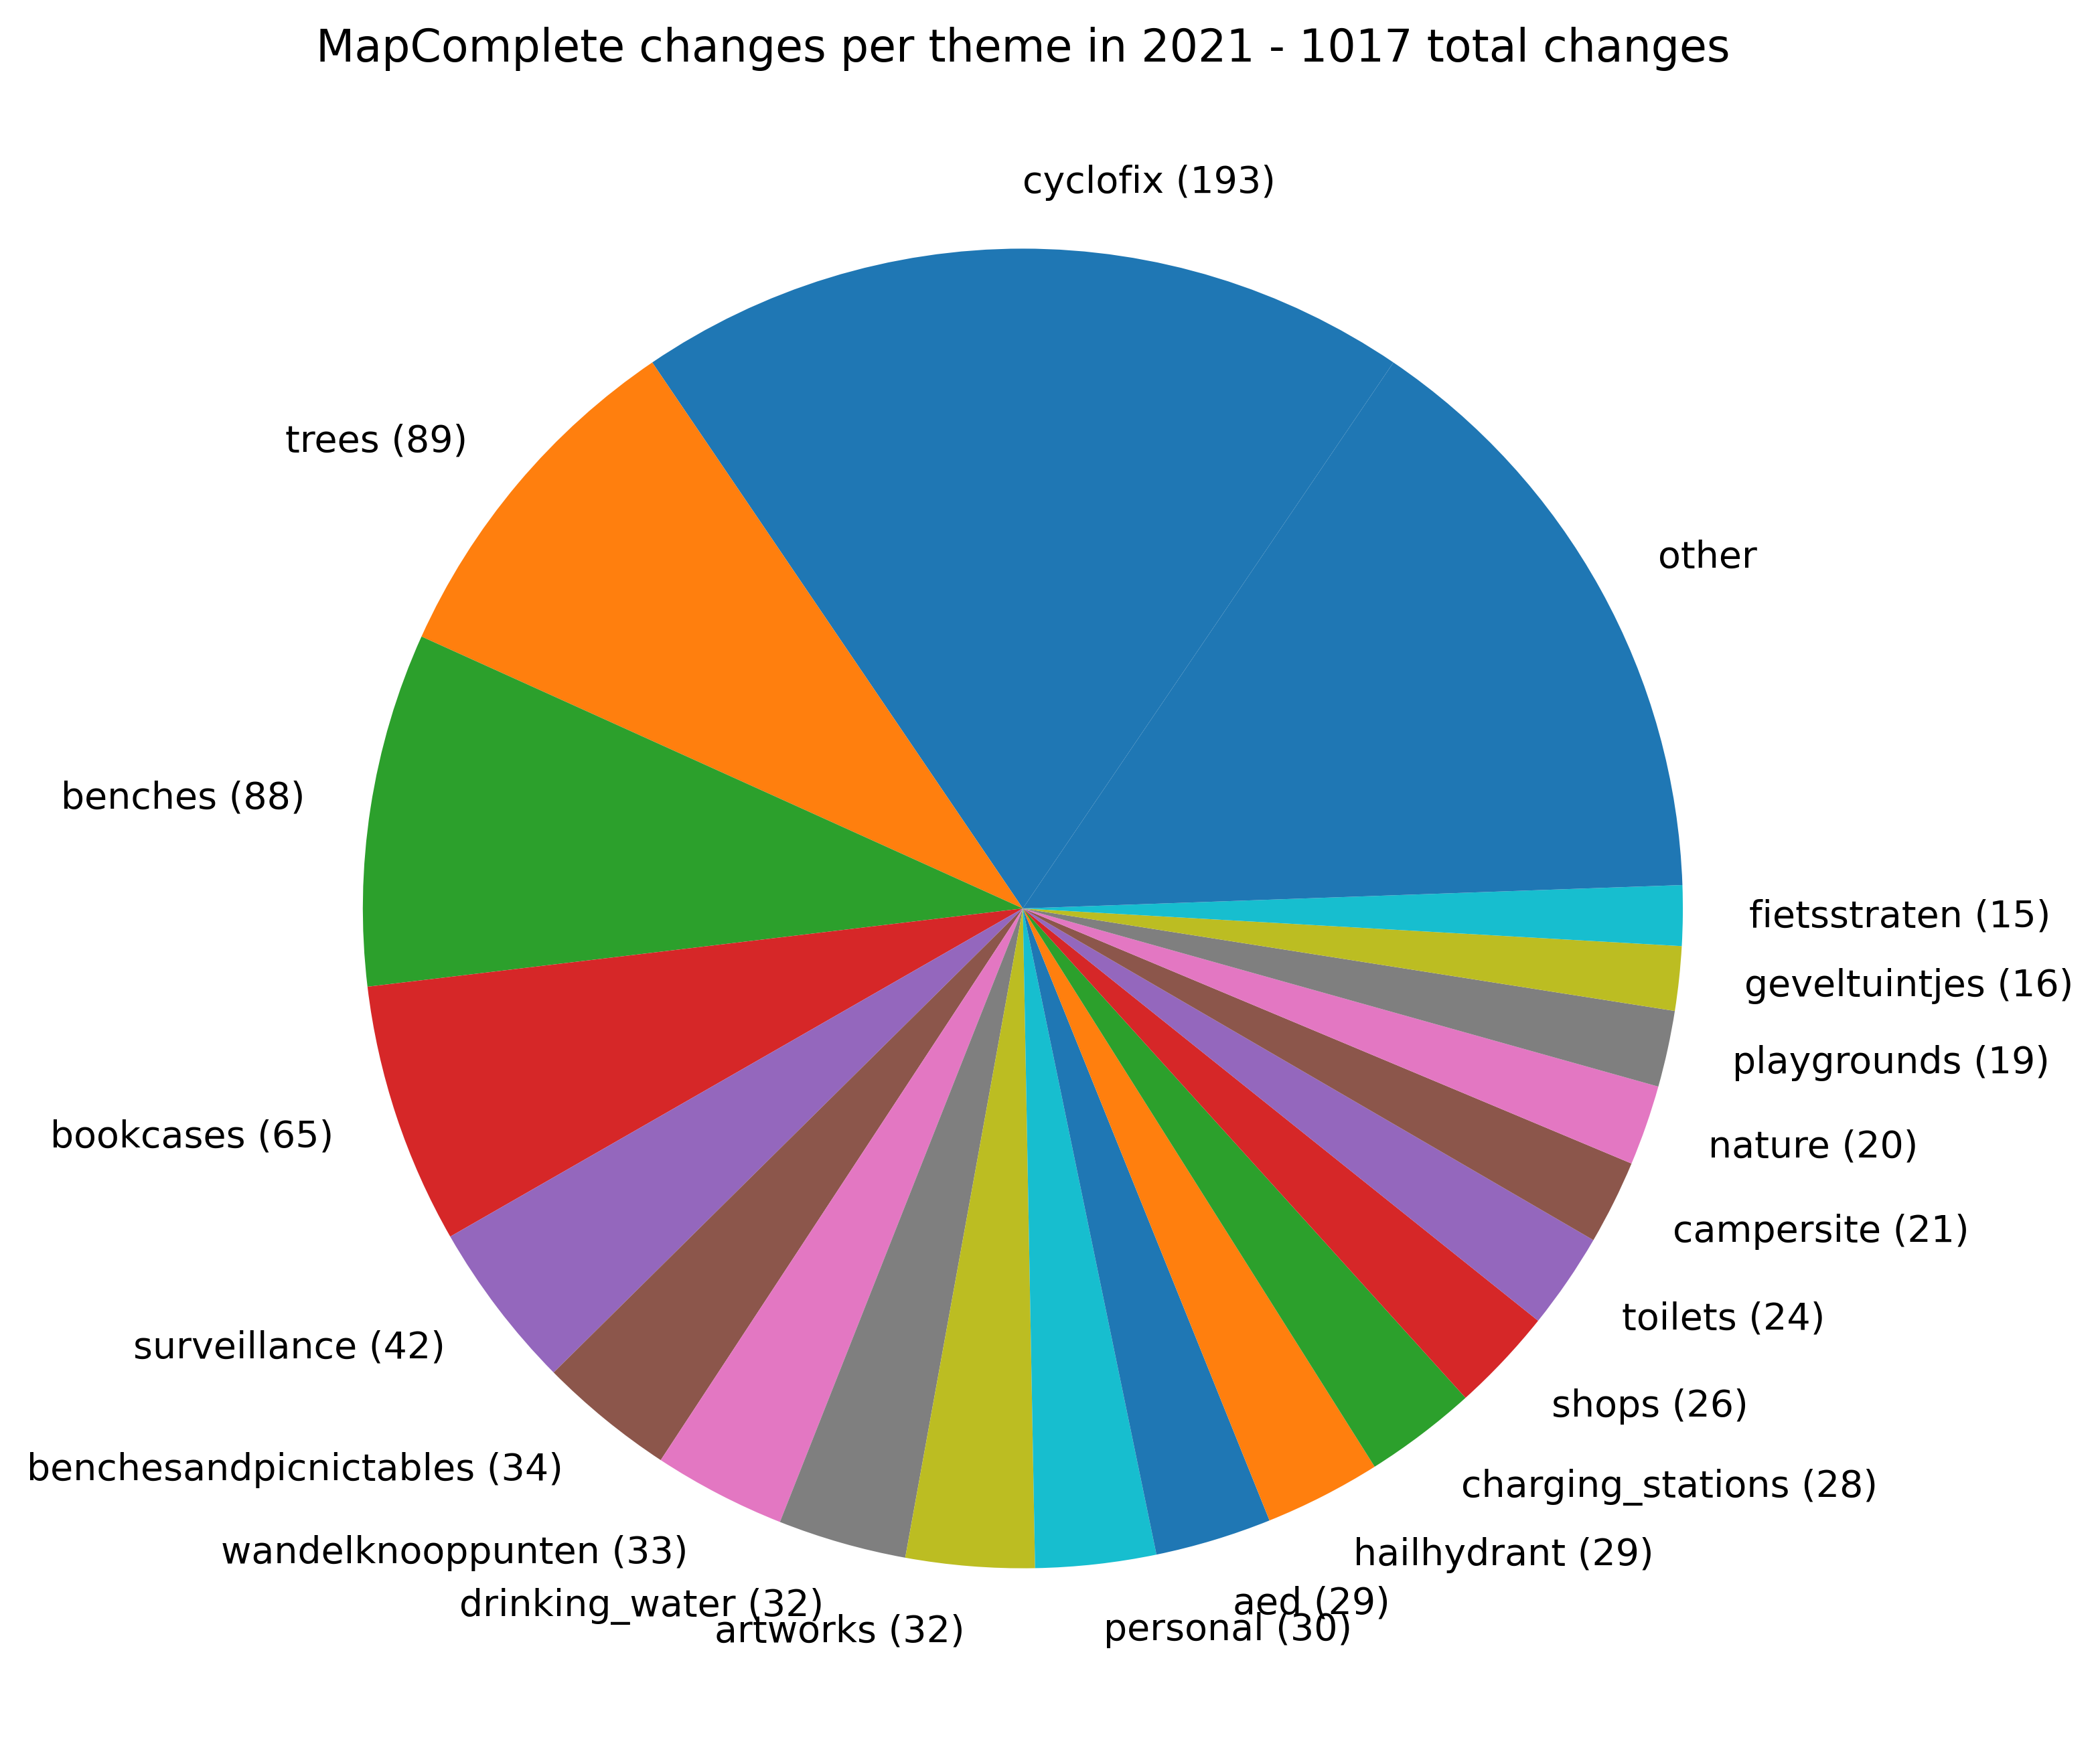 MapComplete changes per theme in 2021 - 1017 total changes
cyclofix (193)
trees (89)
other
benches (88)
fietsstraten (15)
geveltuintjes (16)
playgrounds (19)
bookcases (65)
nature (20)
campersite (21)
toilets (24)
surveillance (42)
shops (26)
benchesandpicnictables (34)
charging_stations (28)
wandelknooppunten (33)
hailhydrant (29)
drinking_water (32)
aed (29)
artworks (32)
personal (30)